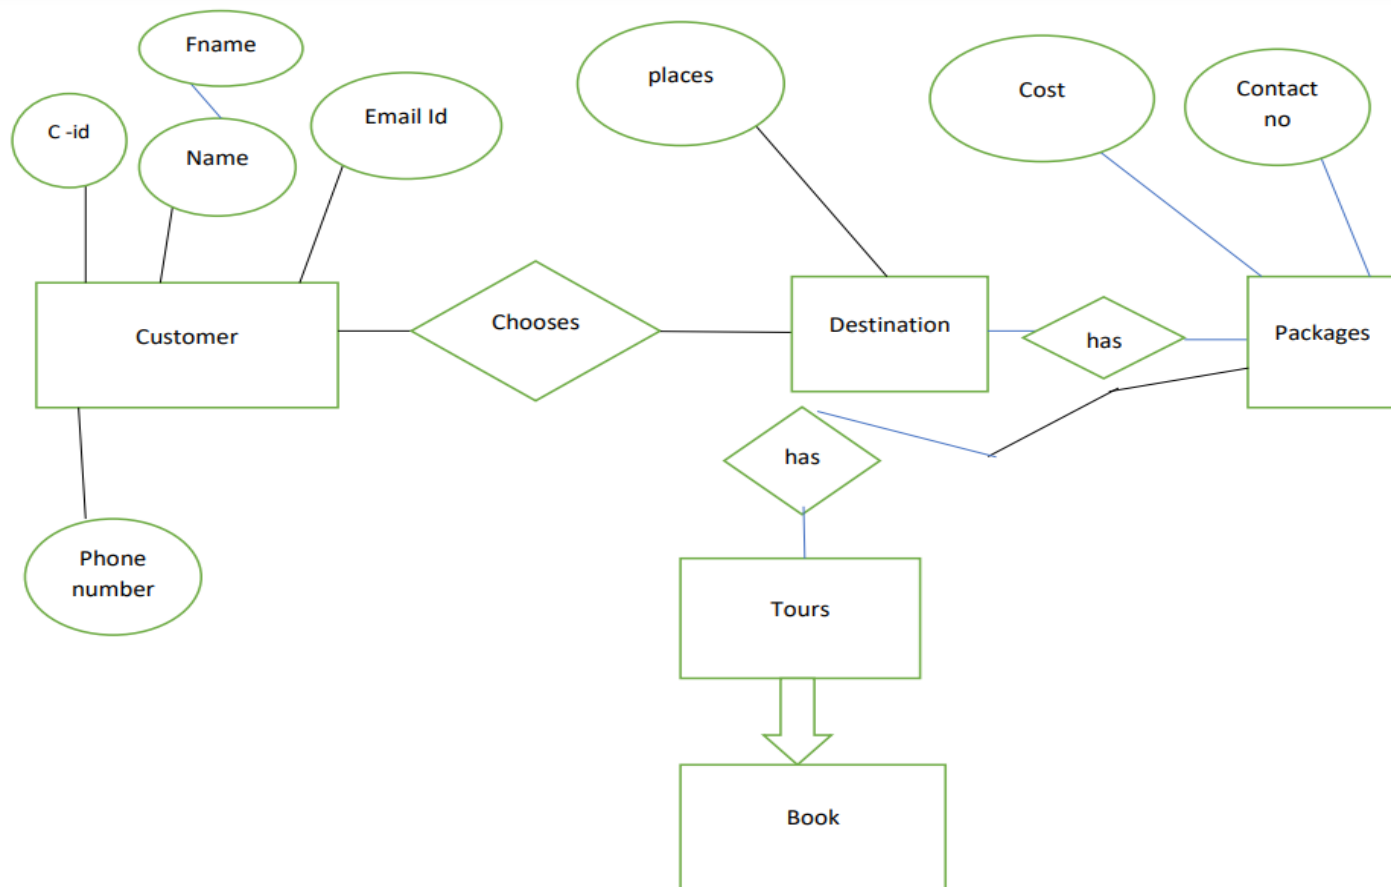 Fname
places
Cost
Contact
no
Email Id
C -id
Name
Chooses
Destination
Packages
Customer
has
has
Phone
number
Tours
Book